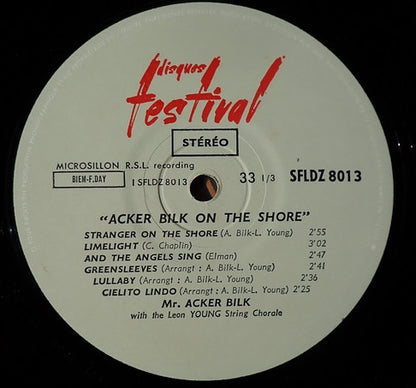 disques
festival
STÉRÉO
MICROSILLON R.S.L. recording
BIEN-F.DAY 1 SFLDZ 8013 33 1/3 SFLDZ 8013
"ACKER BILK ON THE SHORE"
STRANGER ON THE SHORE (A. Bilk-L. Young) 2'55
LIMELIGHT (C. Chaplin) 3'02
AND THE ANGELS SING (Elman) 2'47
GREENSLEEVES (Arrangt : A. Bilk-L. Young) 2'41
LULLABY (Arrangt : A. Bilk-L. Young) 2'36
CIELITO LINDO (Arrangt : A. Bilk-L. Young) 2'25
Mr. ACKER BILK
with the Leon YOUNG String Chorale